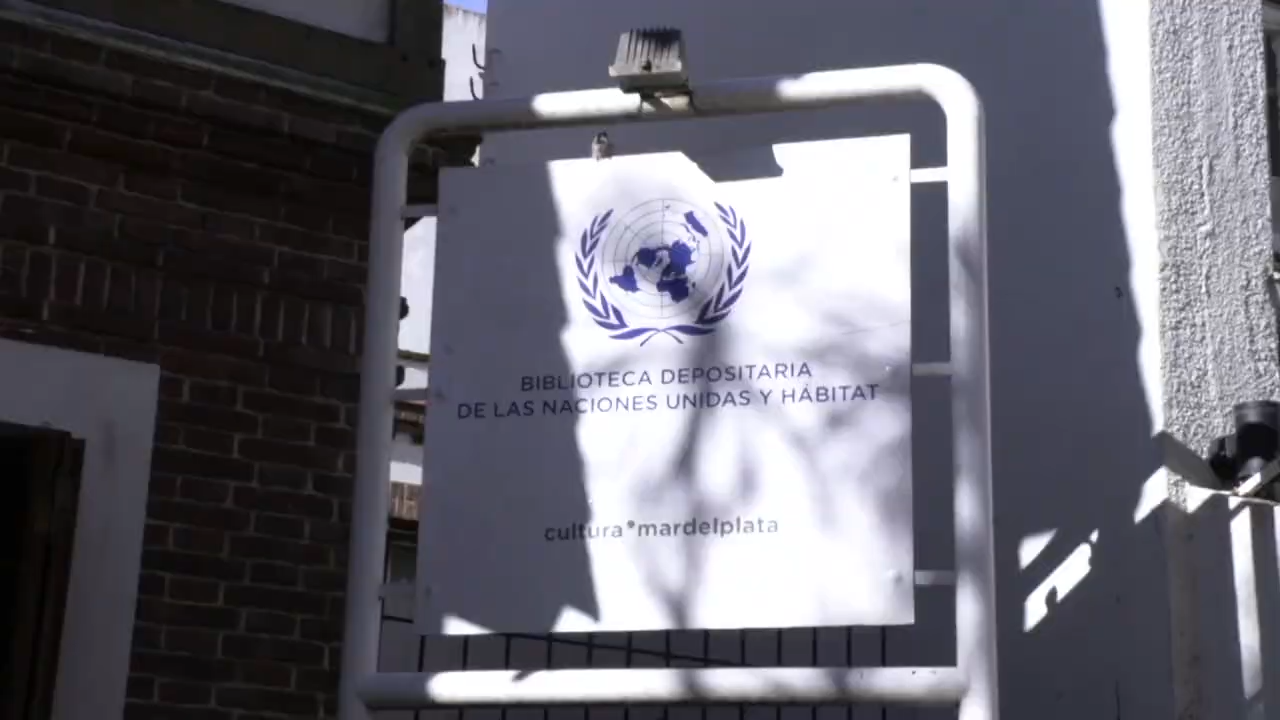 BIBLIOTECA DEPOSITARIA
DE LAS NACIONES UNIDAS Y HÁBITAT
cultura•mardelplata